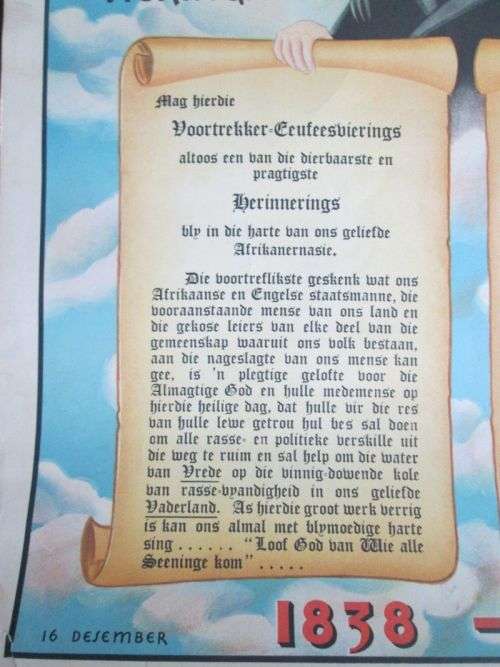 Mag hierdie
Voortrekker-Eeufeesvierings
altoos een van die dierbaarste en
pragtigste
Herinnerings
bly in die harte van ons geliefde
Afrikanernasie.
Die voortreflikste geskenk wat ons
Afrikaanse en Engelse staatsmanne, die
vooraanstaande mense van ons land en
die gekose leiers van elke deel van die
gemeenskap waaruit ons volk bestaan,
aan die nageslagte van ons mense kan
gee, is 'n plegtige gelofte voor die
Almagtige God en hulle medemense op
hierdie heilige dag, dat hulle vir die res
van hulle lewe getrou hul bes sal doen
om alle rasse- en politieke verskille uit
die weg te ruim en sal help om die water
van Vrede op die vinnig-dowende kole
van rasse-vyandigheid in ons geliefde
Vaderland. As hierdie groot werk verrig
is kan ons almal met blymoedige harte
sing ...... "Loof God van Wie alle
Seeninge kom" .....
16 DESEMBER
1838 -